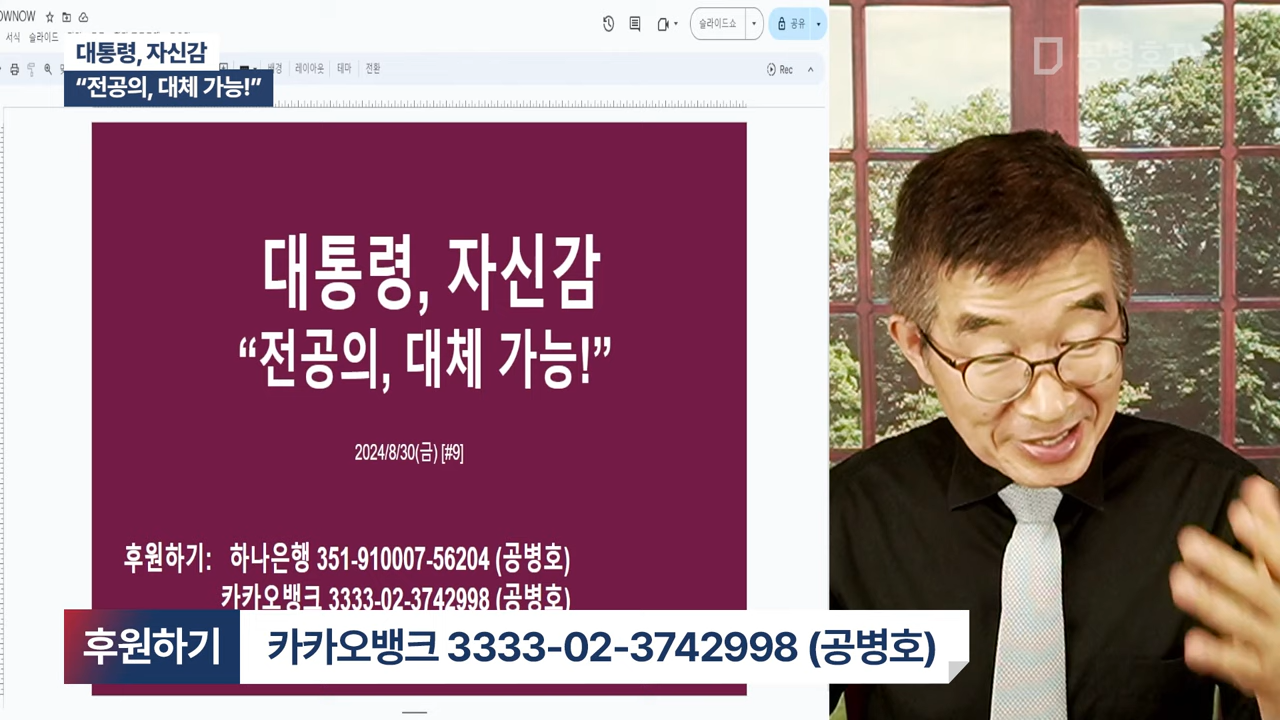 OWNOW
서식 슬라이드
슬라이드쇼
공유
대통령, 자신감
“전공의, 대체 가능!”
배경 레이아웃 테마 전환
Rec
공병호TV
대통령, 자신감
“전공의, 대체 가능!”
2024/8/30(금) [#9]
후원하기: 하나은행 351-910007-56204 (공병호)
카카오뱅크 3333-02-3742998 (공병호)
후원하기 카카오뱅크 3333-02-3742998 (공병호)